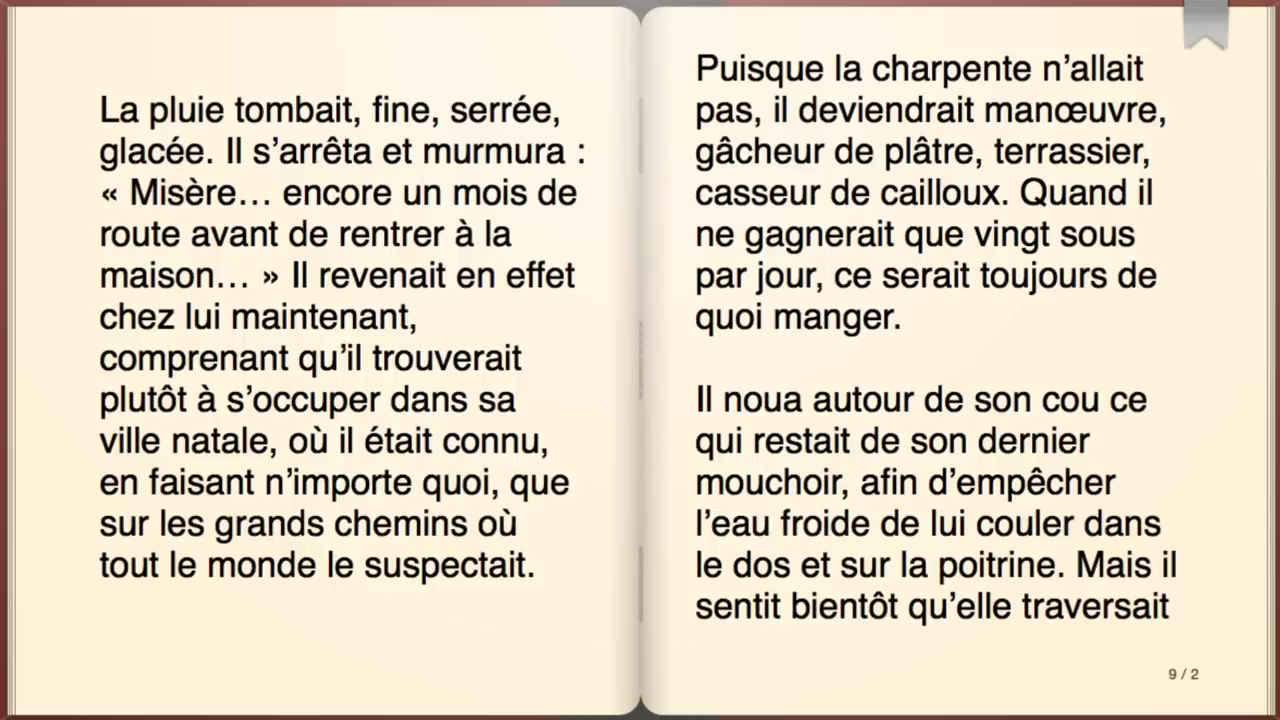 La pluie tombait, fine, serrée,
glacée. Il s’arrêta et murmura :
« Misère… encore un mois de
route avant de rentrer à la
maison… » Il revenait en effet
chez lui maintenant,
comprenant qu’il trouverait
plutôt à s’occuper dans sa
ville natale, où il était connu,
en faisant n’importe quoi, que
sur les grands chemins où
tout le monde le suspectait.
Puisque la charpente n’allait
pas, il deviendrait manœuvre,
gâcheur de plâtre, terrassier,
casseur de cailloux. Quand il
ne gagnerait que vingt sous
par jour, ce serait toujours de
quoi manger.
Il noua autour de son cou ce
qui restait de son dernier
mouchoir, afin d’empêcher
l’eau froide de lui couler dans
le dos et sur la poitrine. Mais il
sentit bientôt qu’elle traversait
9 / 2